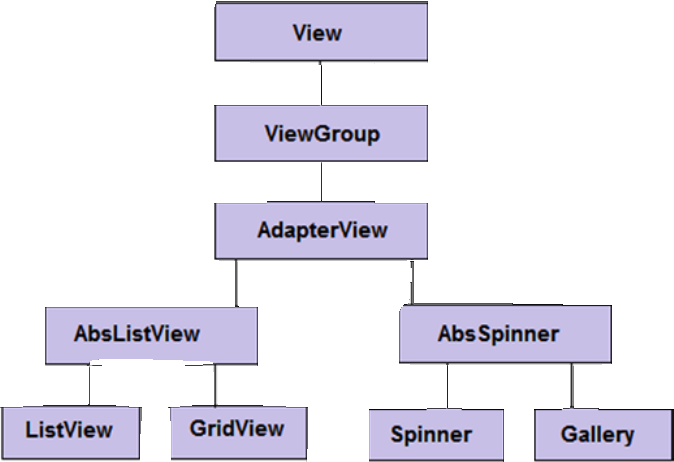 View
ViewGroup
AdapterView
AbsListView
AbsSpinner
ListView
GridView
Spinner
Gallery